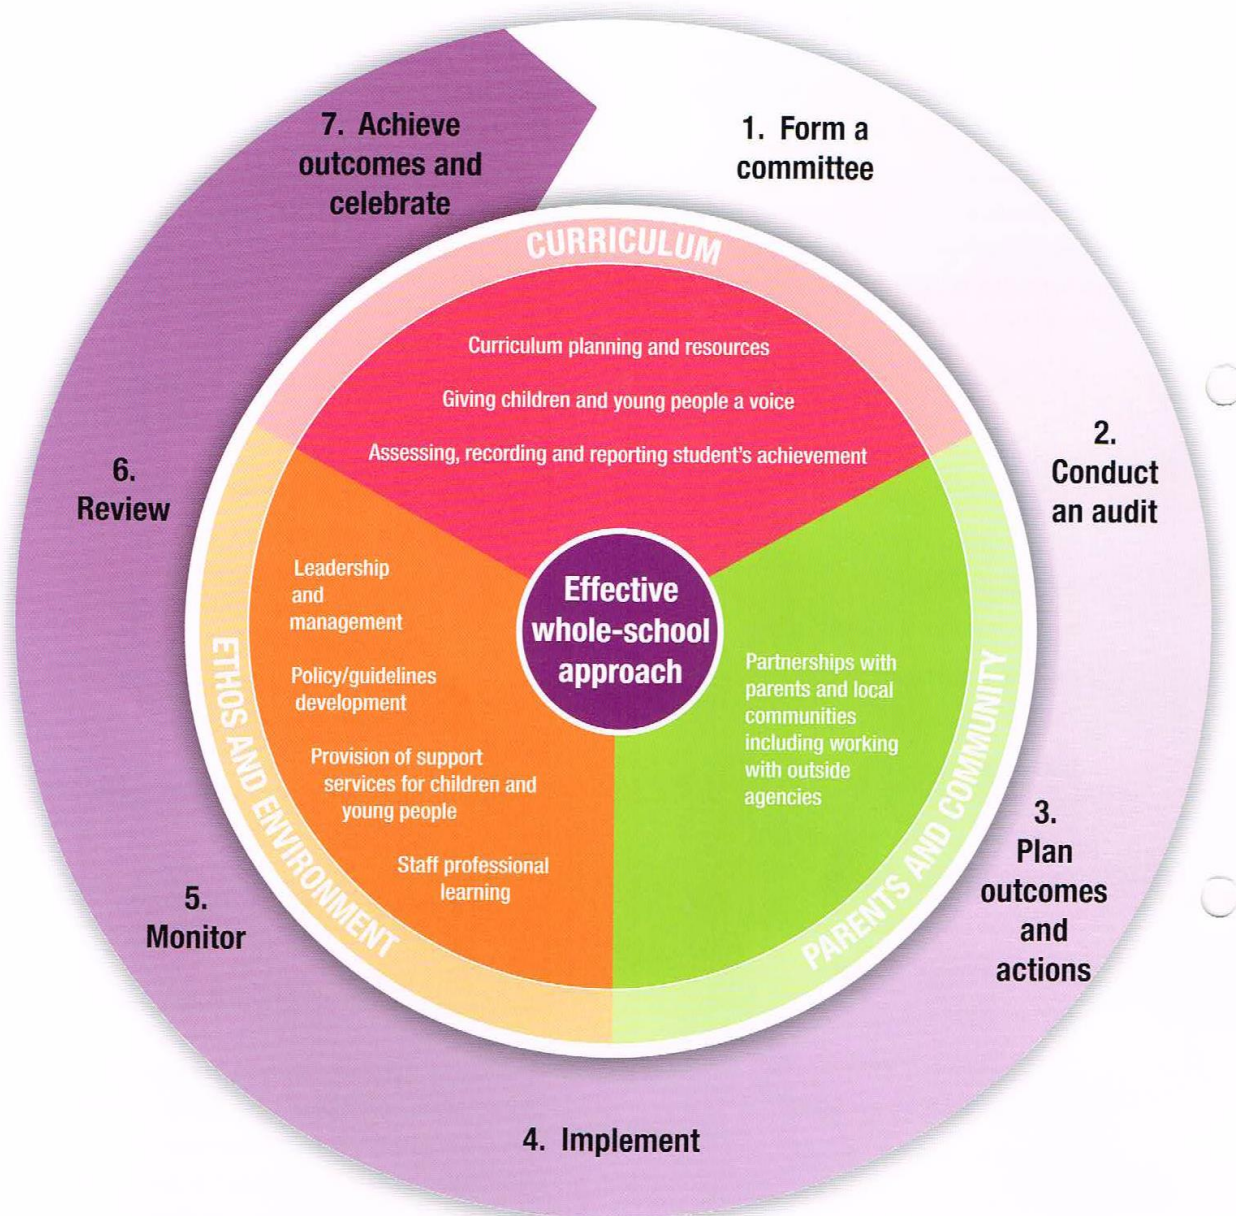 7. Achieve
outcomes and
celebrate
1. Form a
committee
2.
Conduct
an audit
3.
Plan
outcomes
and
actions
4. Implement
5.
Monitor
6.
Review
CURRICULUM
Curriculum planning and resources
Giving children and young people a voice
Assessing, recording and reporting student's achievement
Effective
whole-school
approach
ETHOS AND ENVIRONMENT
Leadership
and
management
Policy/guidelines
development
Provision of support
services for children and
young people
Staff professional
learning
PARENTS AND COMMUNITY
Partnerships with
parents and local
communities
including working
with outside
agencies